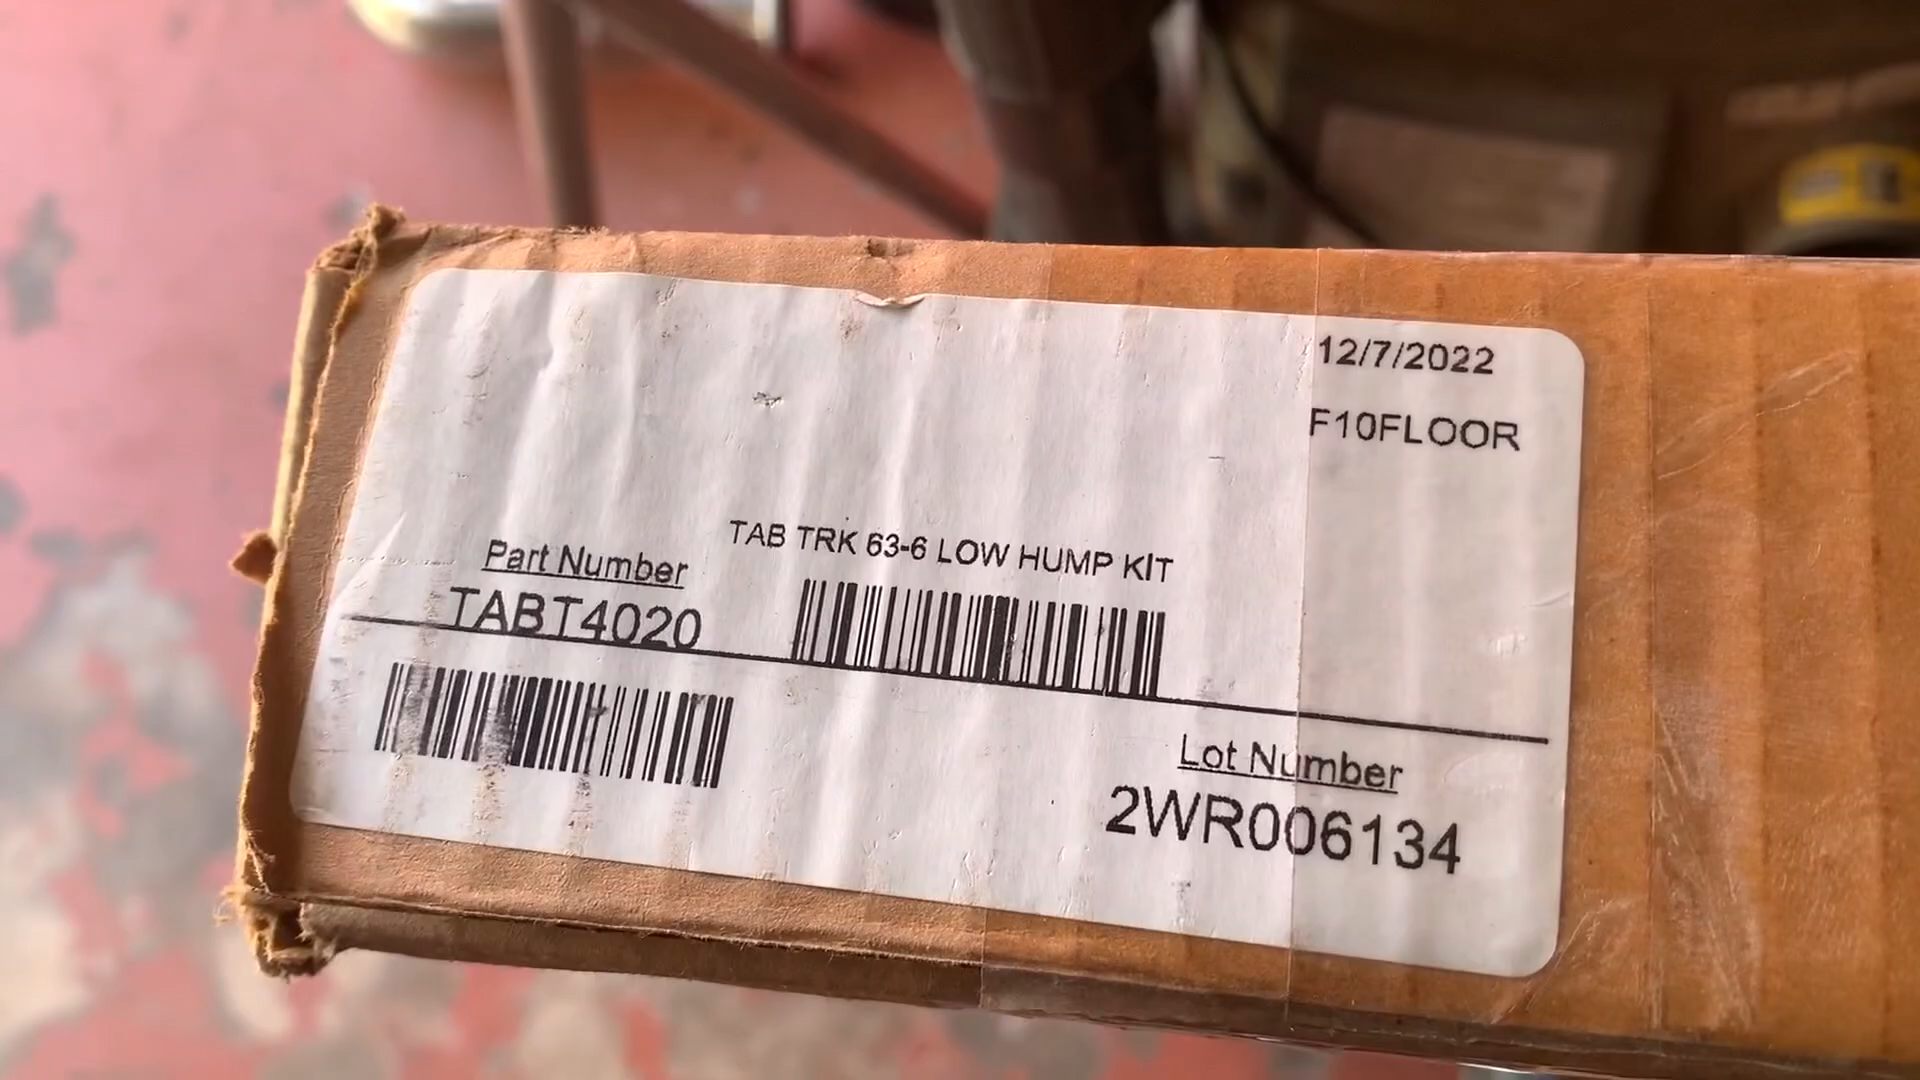 12/7/2022
F10FLOOR
TAB TRK 63-6 LOW HUMP KIT
Part Number
TABT4020
Lot Number
2WR006134